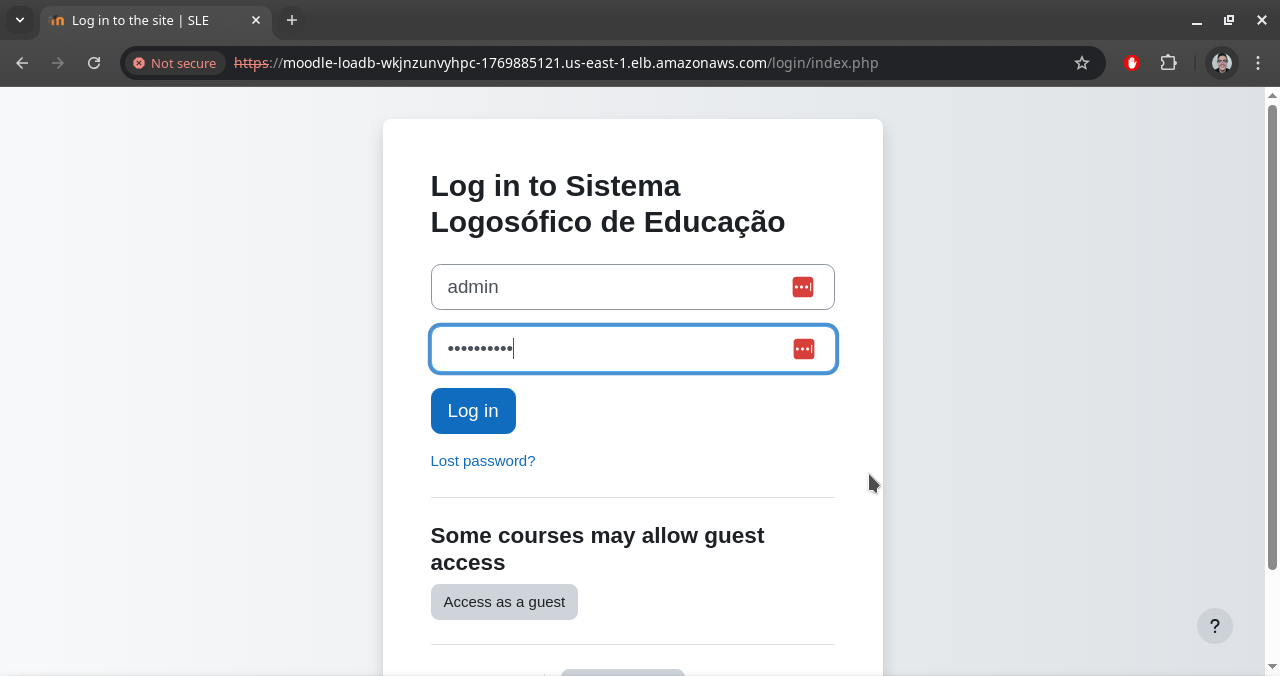 Log in to the site | SLE
Not secure
https://moodle-loadb-wkjnzunvyhpc-1769885121.us-east-1.elb.amazonaws.com/login/index.php
Log in to Sistema
Logosófico de Educação
admin
••••••••••
Log in
Lost password?
Some courses may allow guest
access
Access as a guest
?